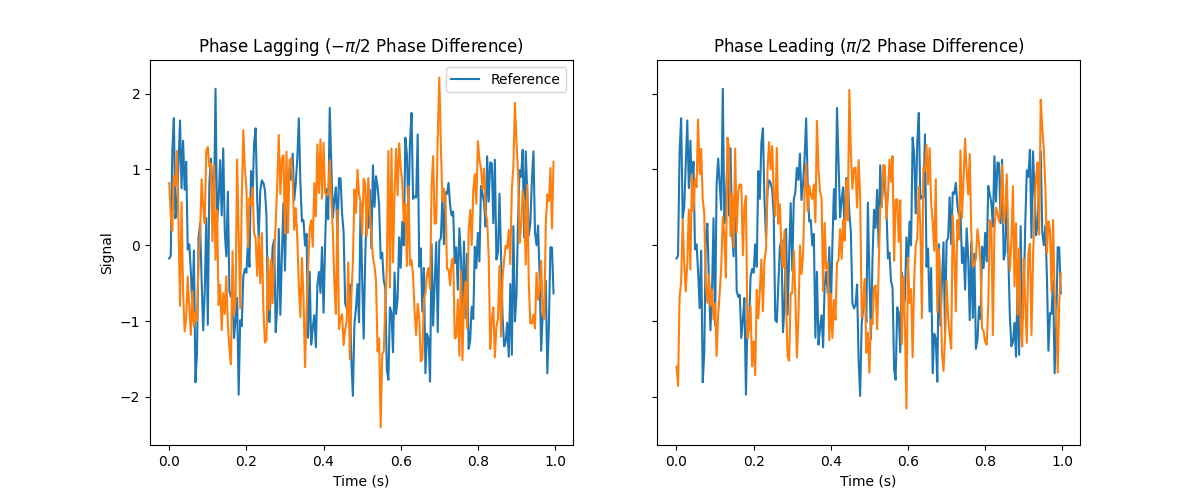 Phase Lagging (−π/2 Phase Difference)
Phase Leading (π/2 Phase Difference)
Reference
Signal
2
1
0
−1
−2
0.0 0.2 0.4 0.6 0.8 1.0
0.0 0.2 0.4 0.6 0.8 1.0
Time (s)
Time (s)